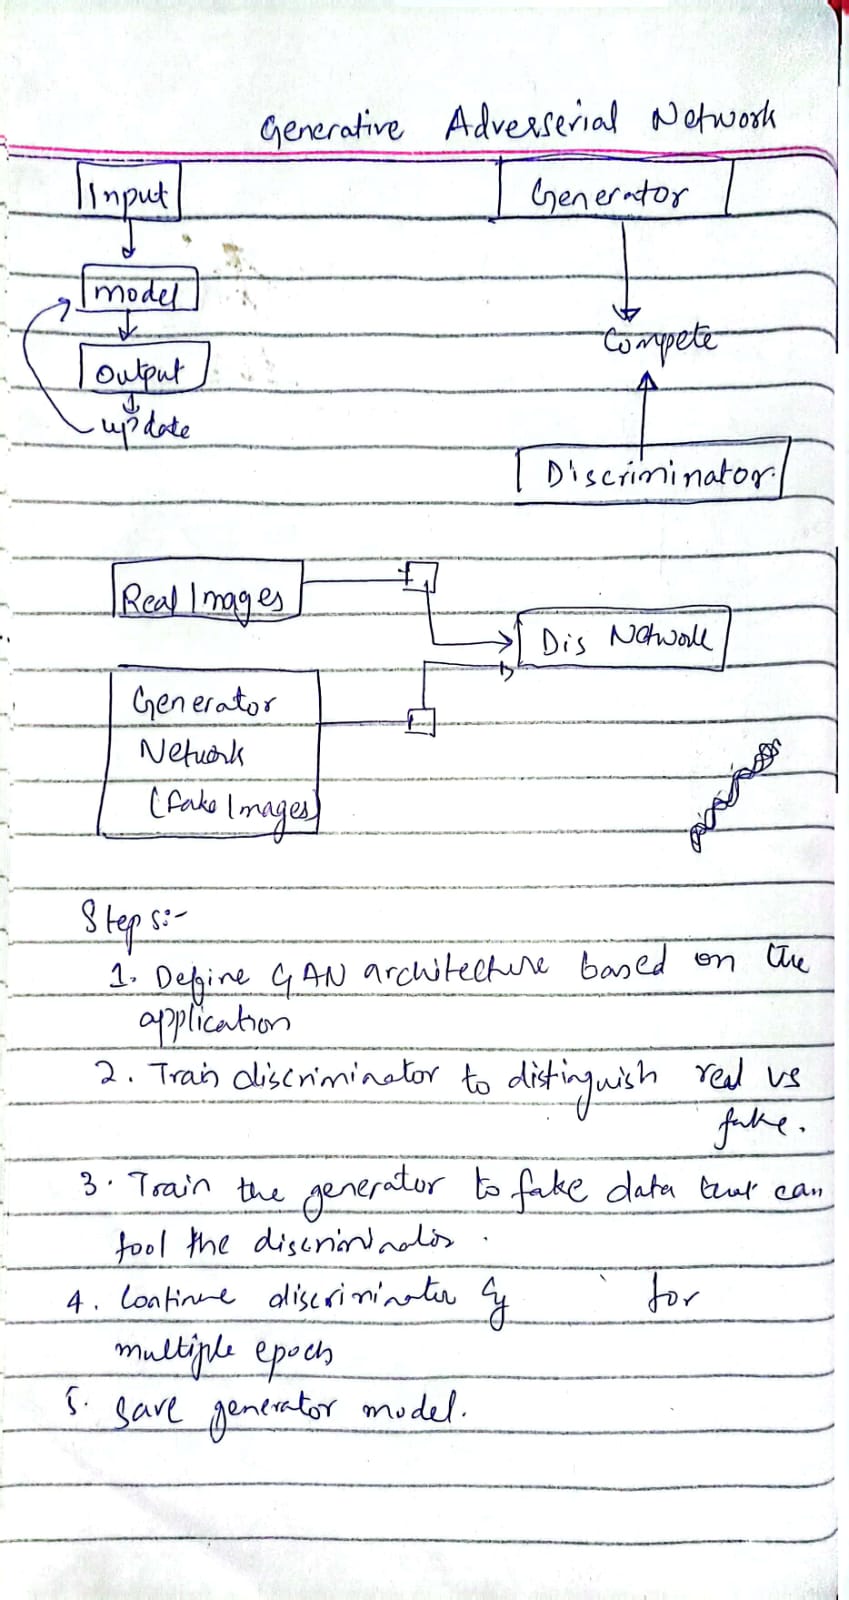 Generative Adverserial Network
Input
Model
Output
update
Generator
Compete
Discriminator.
Real Images
Dis Network
Generator
Network
(Fake Images)
Steps:-
1. Define GAN architecture based on the
application
2. Train discriminator to distinguish real vs
fake.
3. Train the generator to fake data that can
fool the discriminator.
4. Continue discriminator for
multiple epoch
5. Save generator model.